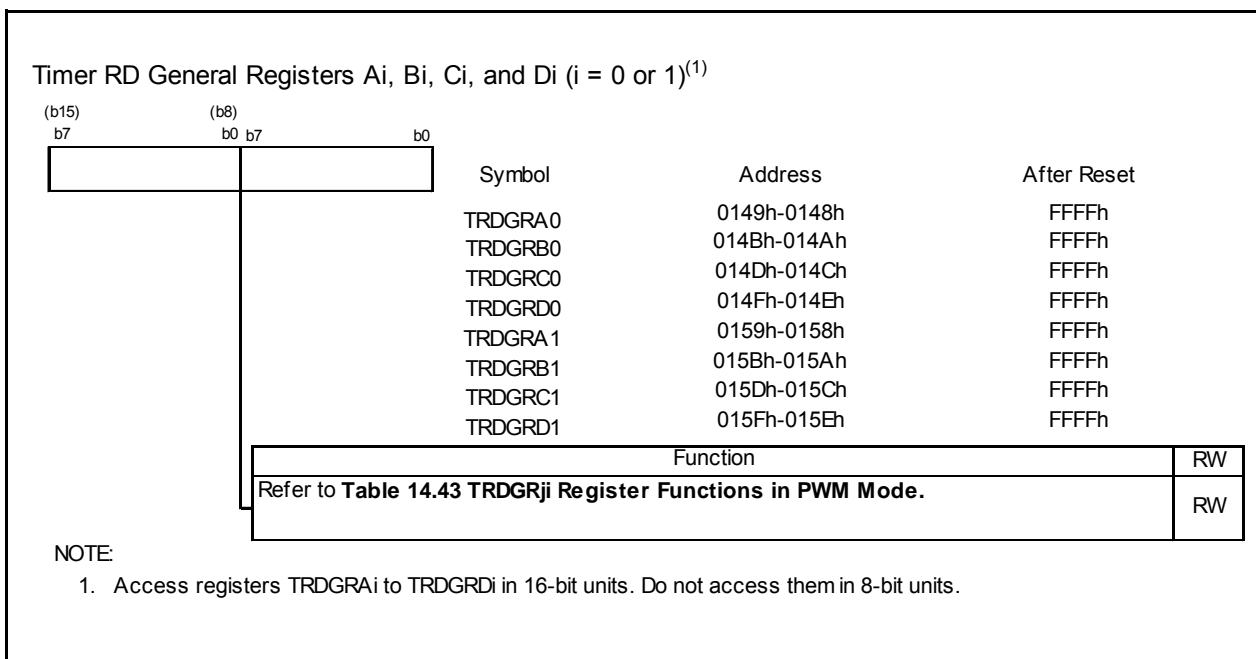 Timer RD General Registers Ai, Bi, Ci, and Di (i = 0 or 1)(1)
(b15) (b8)
b7 b0 b7 b0
Symbol Address After Reset
TRDGRA0 0149h-0148h FFFFh
TRDGRB0 014Bh-014Ah FFFFh
TRDGRC0 014Dh-014Ch FFFFh
TRDGRD0 014Fh-014Eh FFFFh
TRDGRA1 0159h-0158h FFFFh
TRDGRB1 015Bh-015Ah FFFFh
TRDGRC1 015Dh-015Ch FFFFh
TRDGRD1 015Fh-015Eh FFFFh
Function RW
Refer to Table 14.43 TRDGRji Register Functions in PWM Mode. RW
NOTE:
1. Access registers TRDGRAi to TRDGRDi in 16-bit units. Do not access them in 8-bit units.